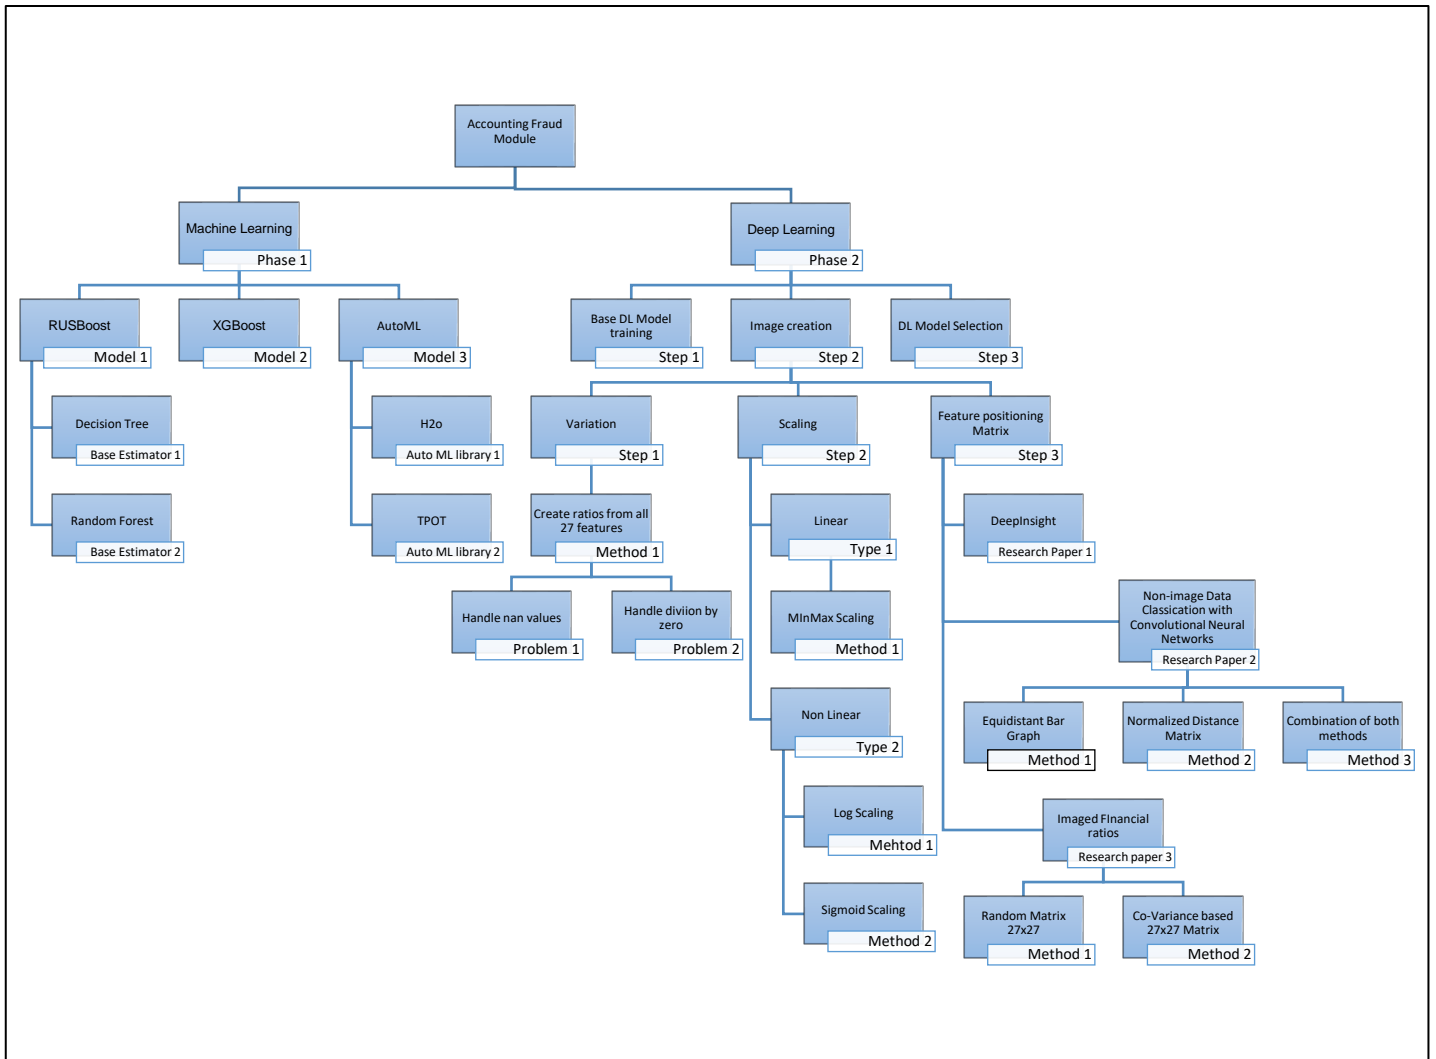 Accounting Fraud
Module
Machine Learning
Phase 1
Deep Learning
Phase 2
RUSBoost
Model 1
XGBoost
Model 2
AutoML
Model 3
Base DL Model
training
Step 1
Image creation
Step 2
DL Model Selection
Step 3
Decision Tree
Base Estimator 1
H2o
Auto ML library 1
Variation
Step 1
Scaling
Step 2
Feature positioning
Matrix
Step 3
Random Forest
Base Estimator 2
TPOT
Auto ML library 2
Create ratios from all
27 features
Method 1
Linear
Type 1
DeepInsight
Research Paper 1
Handle nan values
Problem 1
Handle diviion by
zero
Problem 2
MInMax Scaling
Method 1
Non-image Data
Classication with
Convolutional Neural
Networks
Research Paper 2
Non Linear
Type 2
Equidistant Bar
Graph
Method 1
Normalized Distance
Matrix
Method 2
Combination of both
methods
Method 3
Log Scaling
Mehtod 1
Imaged FInancial
ratios
Research paper 3
Sigmoid Scaling
Method 2
Random Matrix
27x27
Method 1
Co-Variance based
27x27 Matrix
Method 2